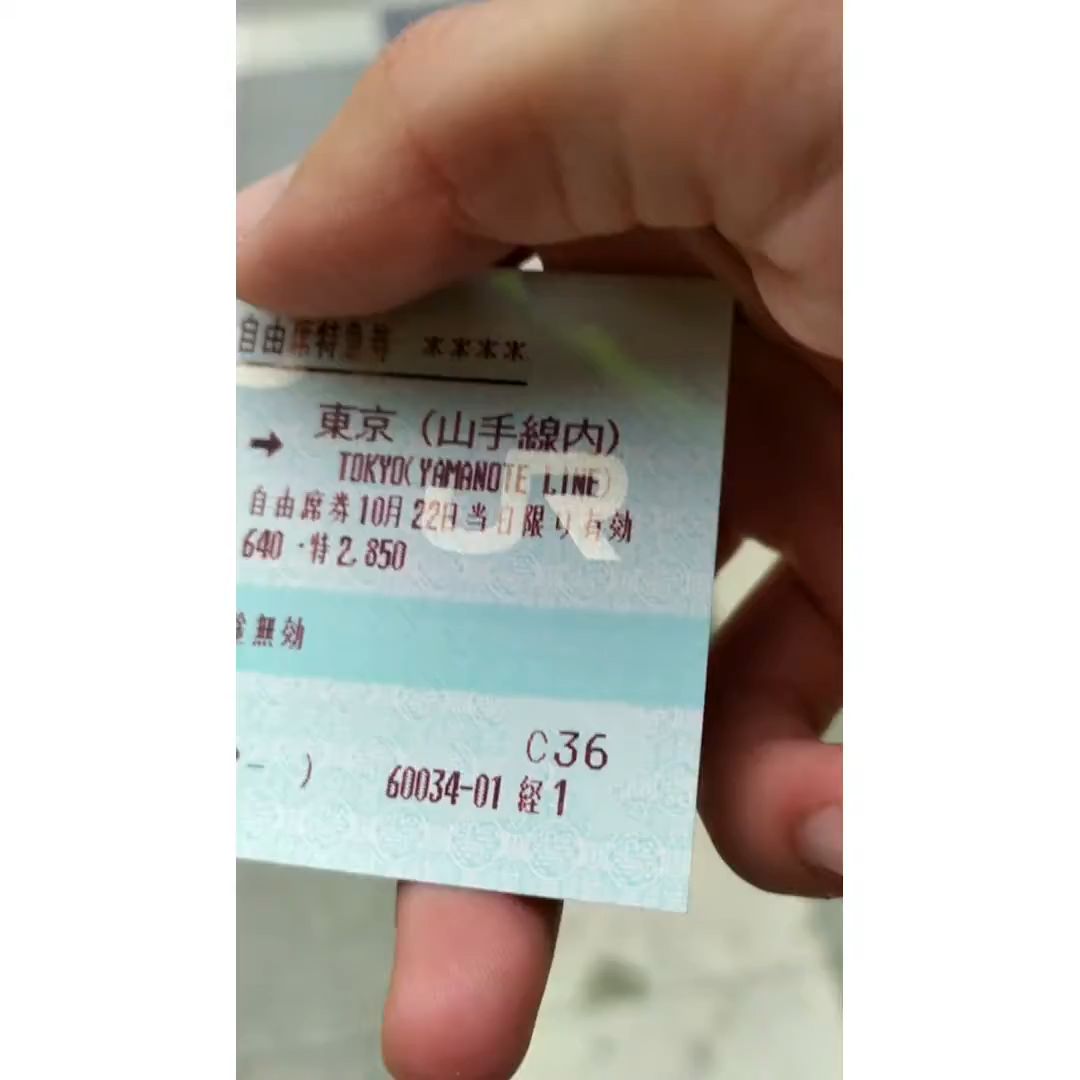 自由席特急券 ****
➡ 東京（山手線内）
TOKYO(YAMANOTE LINE)
自由席券10月22日当日限り有効
640 ・特2,850
無効
- )
C36
60034-01 経1